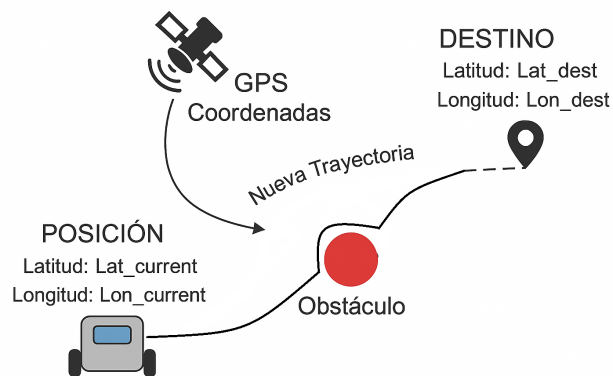 GPS
Coordenadas
DESTINO
Latitud: Lat_dest
Longitud: Lon_dest
Nueva Trayectoria
POSICIÓN
Latitud: Lat_current
Longitud: Lon_current
Obstáculo